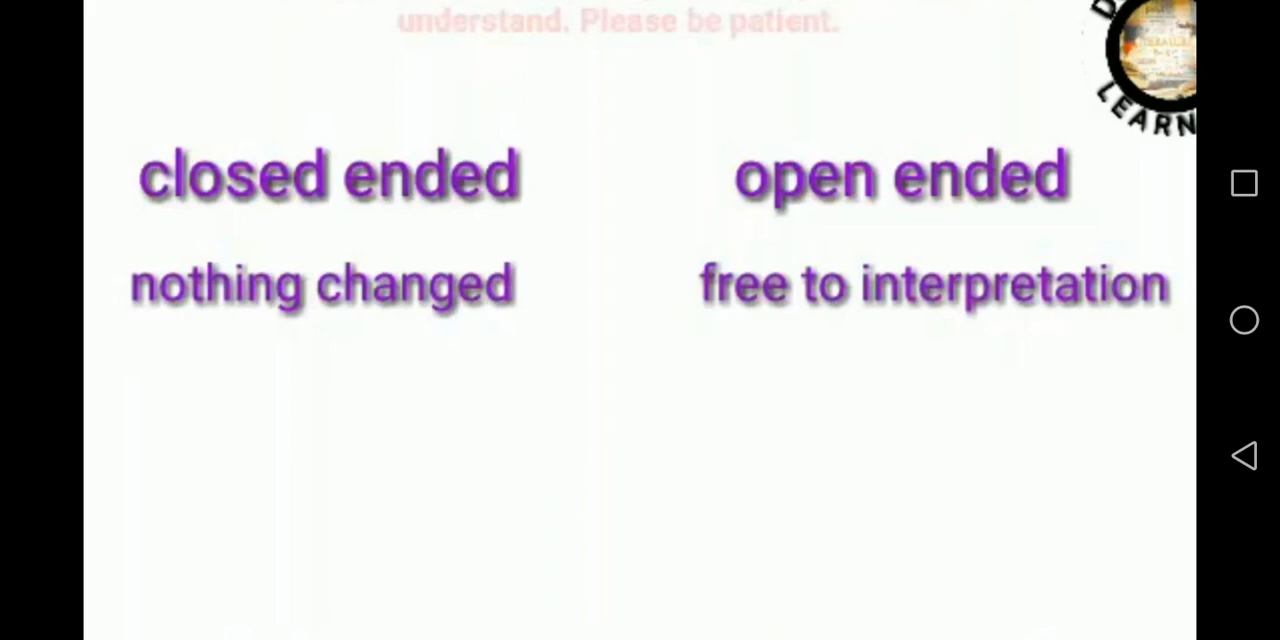 understand. Please be patient.
closed ended
open ended
nothing changed
free to interpretation
LEARN